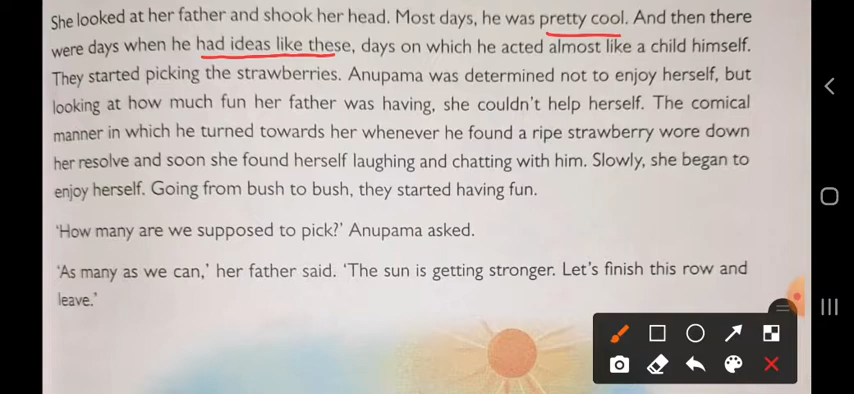 She looked at her father and shook her head. Most days, he was pretty cool. And then there
were days when he had ideas like these, days on which he acted almost like a child himself.
They started picking the strawberries. Anupama was determined not to enjoy herself, but
looking at how much fun her father was having, she couldn't help herself. The comical
manner in which he turned towards her whenever he found a ripe strawberry wore down
her resolve and soon she found herself laughing and chatting with him. Slowly, she began to
enjoy herself. Going from bush to bush, they started having fun.
'How many are we supposed to pick?' Anupama asked.
'As many as we can,' her father said. 'The sun is getting stronger. Let's finish this row and
leave.'